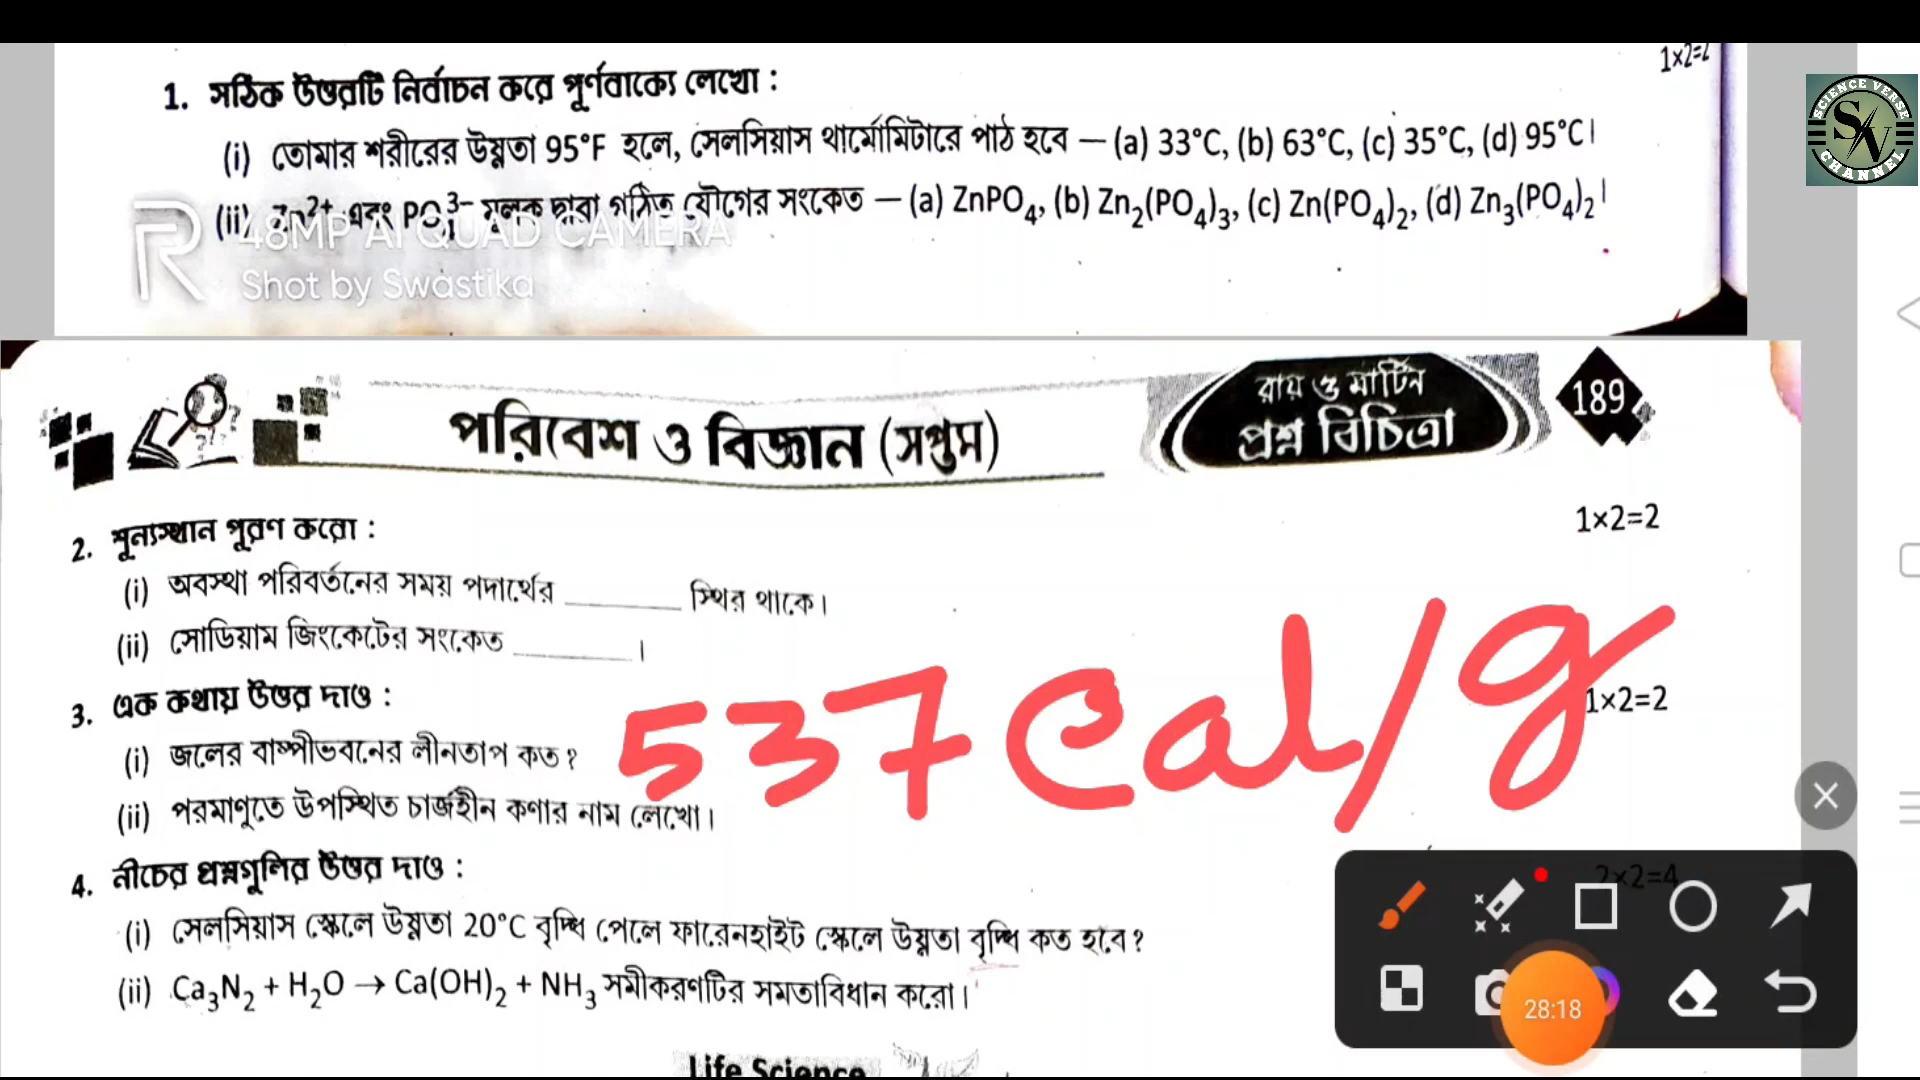 1×2=2
1. সঠিক উত্তরটি নির্বাচন করে পূর্ণবাক্যে লেখো :
SCIENCE VERSE SV CHANNEL
(i) তোমার শরীরের উষ্ণতা 95°F হলে, সেলসিয়াস থার্মোমিটারে পাঠ হবে — (a) 33°C, (b) 63°C, (c) 35°C, (d) 95°C।
(ii) Zn²⁺ এবং PO₄³⁻ মূলক দ্বারা গঠিত যৌগের সংকেত — (a) ZnPO₄, (b) Zn₂(PO₄)₃, (c) Zn(PO₄)₂, (d) Zn₃(PO₄)₂।
R 48MP AI QUAD CAMERA
Shot by Swastika
পরিবেশ ও বিজ্ঞান (সপ্তম)
রায় ও মার্টিন
প্রশ্ন বিচিত্রা
189
2. শূন্যস্থান পূরণ করো : 1×2=2
(i) অবস্থা পরিবর্তনের সময় পদার্থের ________ স্থির থাকে।
(ii) সোডিয়াম জিংকেটের সংকেত ________ ।
3. এক কথায় উত্তর দাও : 1×2=2
(i) জলের বাষ্পীভবনের লীনতাপ কত?
537 Cal/g
(ii) পরমাণুতে উপস্থিত চার্জহীন কণার নাম লেখো।
4. নীচের প্রশ্নগুলির উত্তর দাও : 2×2=4
(i) সেলসিয়াস স্কেলে উষ্ণতা 20°C বৃদ্ধি পেলে ফারেনহাইট স্কেলে উষ্ণতা বৃদ্ধি কত হবে?
(ii) Ca₃N₂ + H₂O → Ca(OH)₂ + NH₃ সমীকরণটির সমতাবিধান করো।
28:18
Life Science